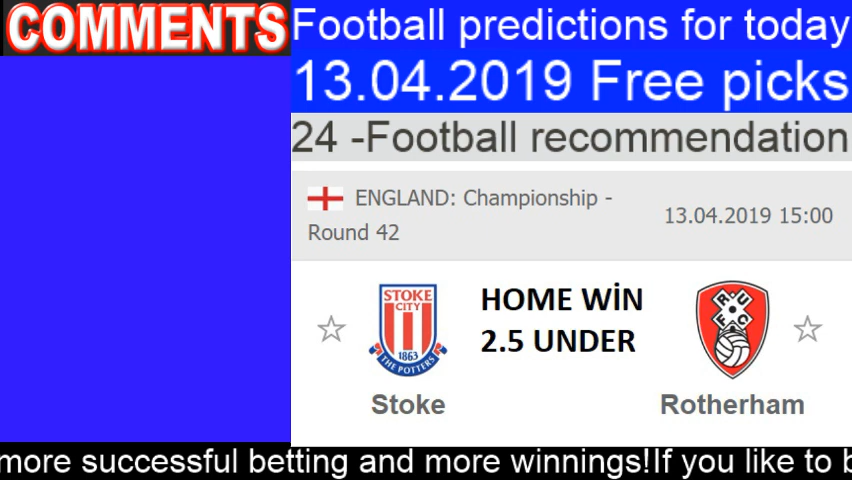 COMMENTS
Football predictions for today
13.04.2019 Free picks
24 -Football recommendation
ENGLAND: Championship -
Round 42
13.04.2019 15:00
STOKE
CITY
1863
THE POTTERS
HOME WİN
2.5 UNDER
RUFC
Stoke
Rotherham
more successful betting and more winnings!If you like to b